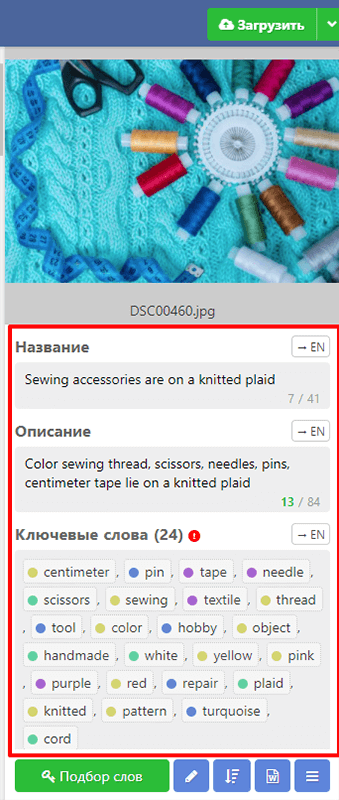 Загрузить
DSC00460.jpg
Название → EN
Sewing accessories are on a knitted plaid
7 / 41
Описание → EN
Color sewing thread, scissors, needles, pins,
centimeter tape lie on a knitted plaid
13 / 84
Ключевые слова (24) ! → EN
centimeter , pin , tape , needle ,
scissors , sewing , textile , thread
, tool , color , hobby , object ,
handmade , white , yellow , pink
, purple , red , repair , plaid ,
knitted , pattern , turquoise ,
cord
Подбор слов W